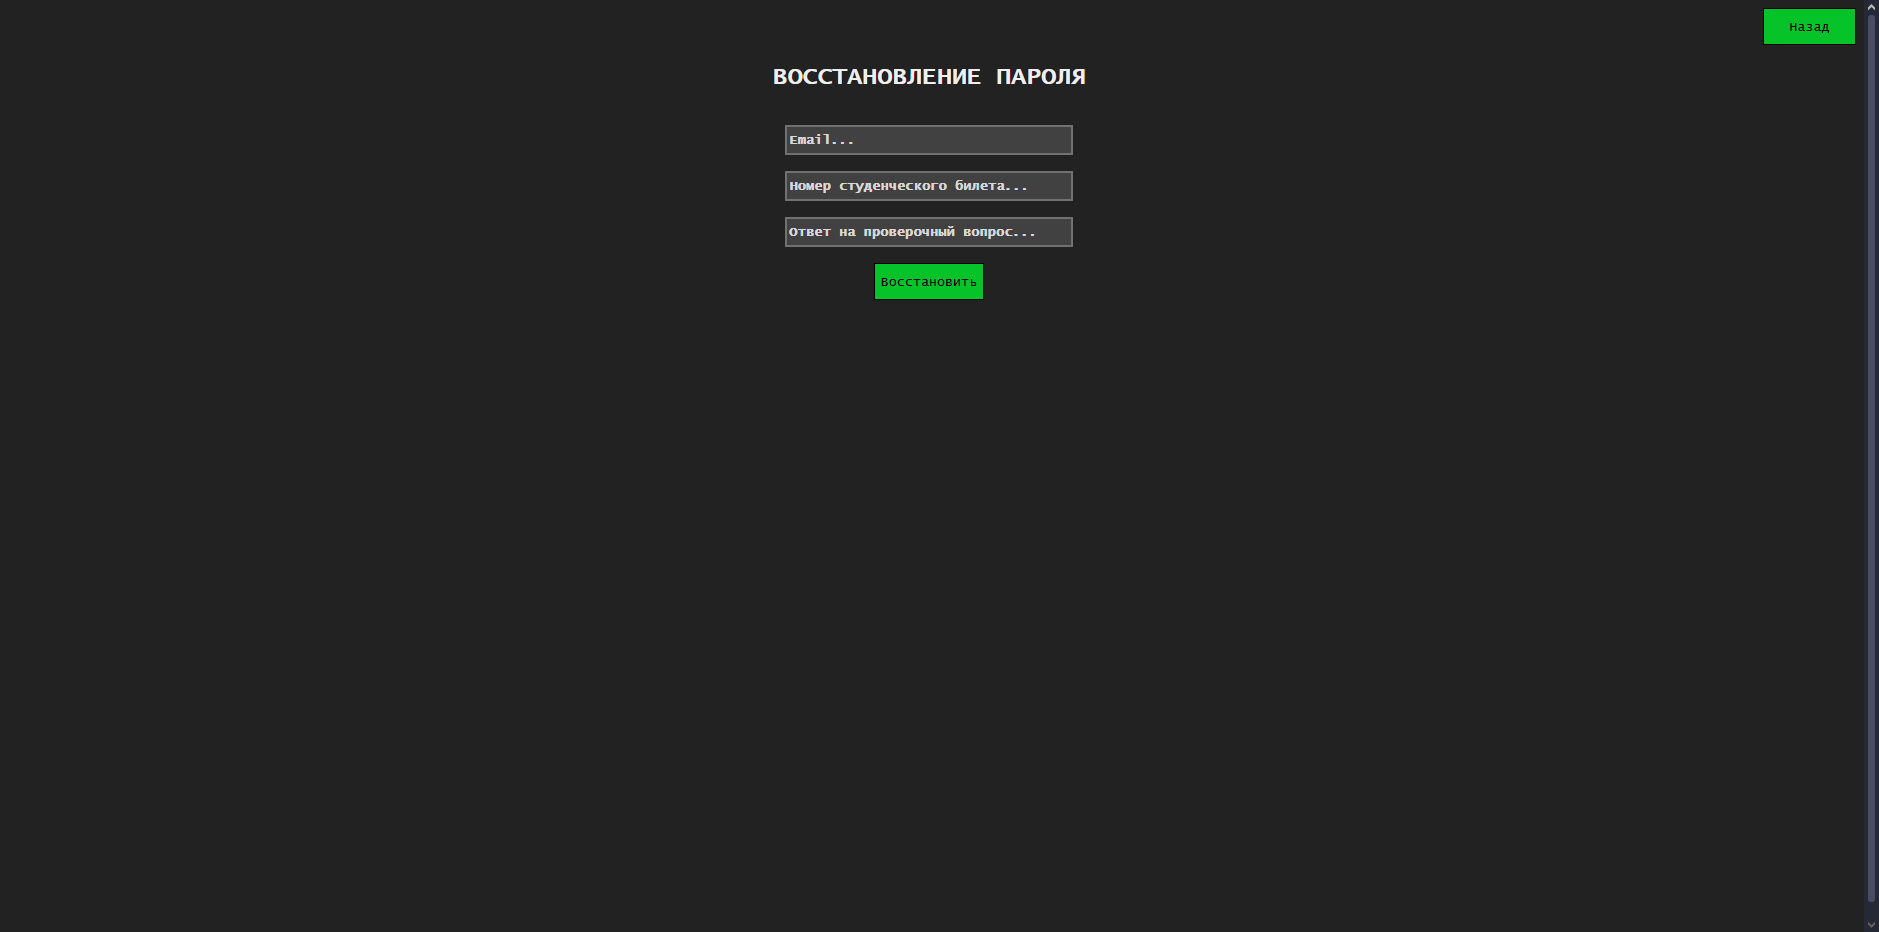 Назад
ВОССТАНОВЛЕНИЕ ПАРОЛЯ
Email...
Номер студенческого билета...
Ответ на проверочный вопрос...
Восстановить